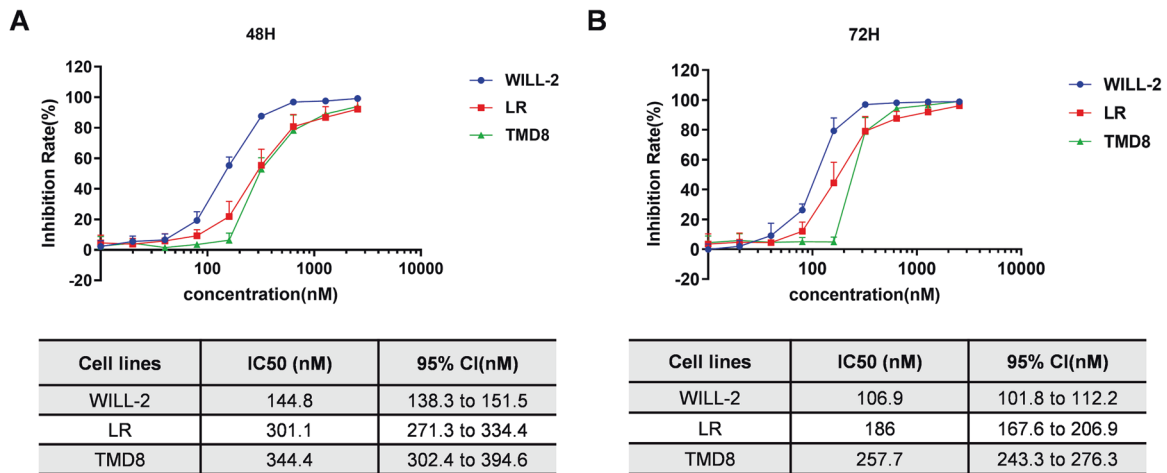 A
48H
120
100
80
60
40
20
0
-20
Inhibition Rate(%)
100 1000 10000
concentration(nM)
WILL-2
LR
TMD8
Cell lines IC50 (nM) 95% CI(nM)
WILL-2 144.8 138.3 to 151.5
LR 301.1 271.3 to 334.4
TMD8 344.4 302.4 to 394.6
B
72H
120
100
80
60
40
20
0
-20
Inhibition Rate(%)
100 1000 10000
concentration(nM)
WILL-2
LR
TMD8
Cell lines IC50 (nM) 95% CI(nM)
WILL-2 106.9 101.8 to 112.2
LR 186 167.6 to 206.9
TMD8 257.7 243.3 to 276.3